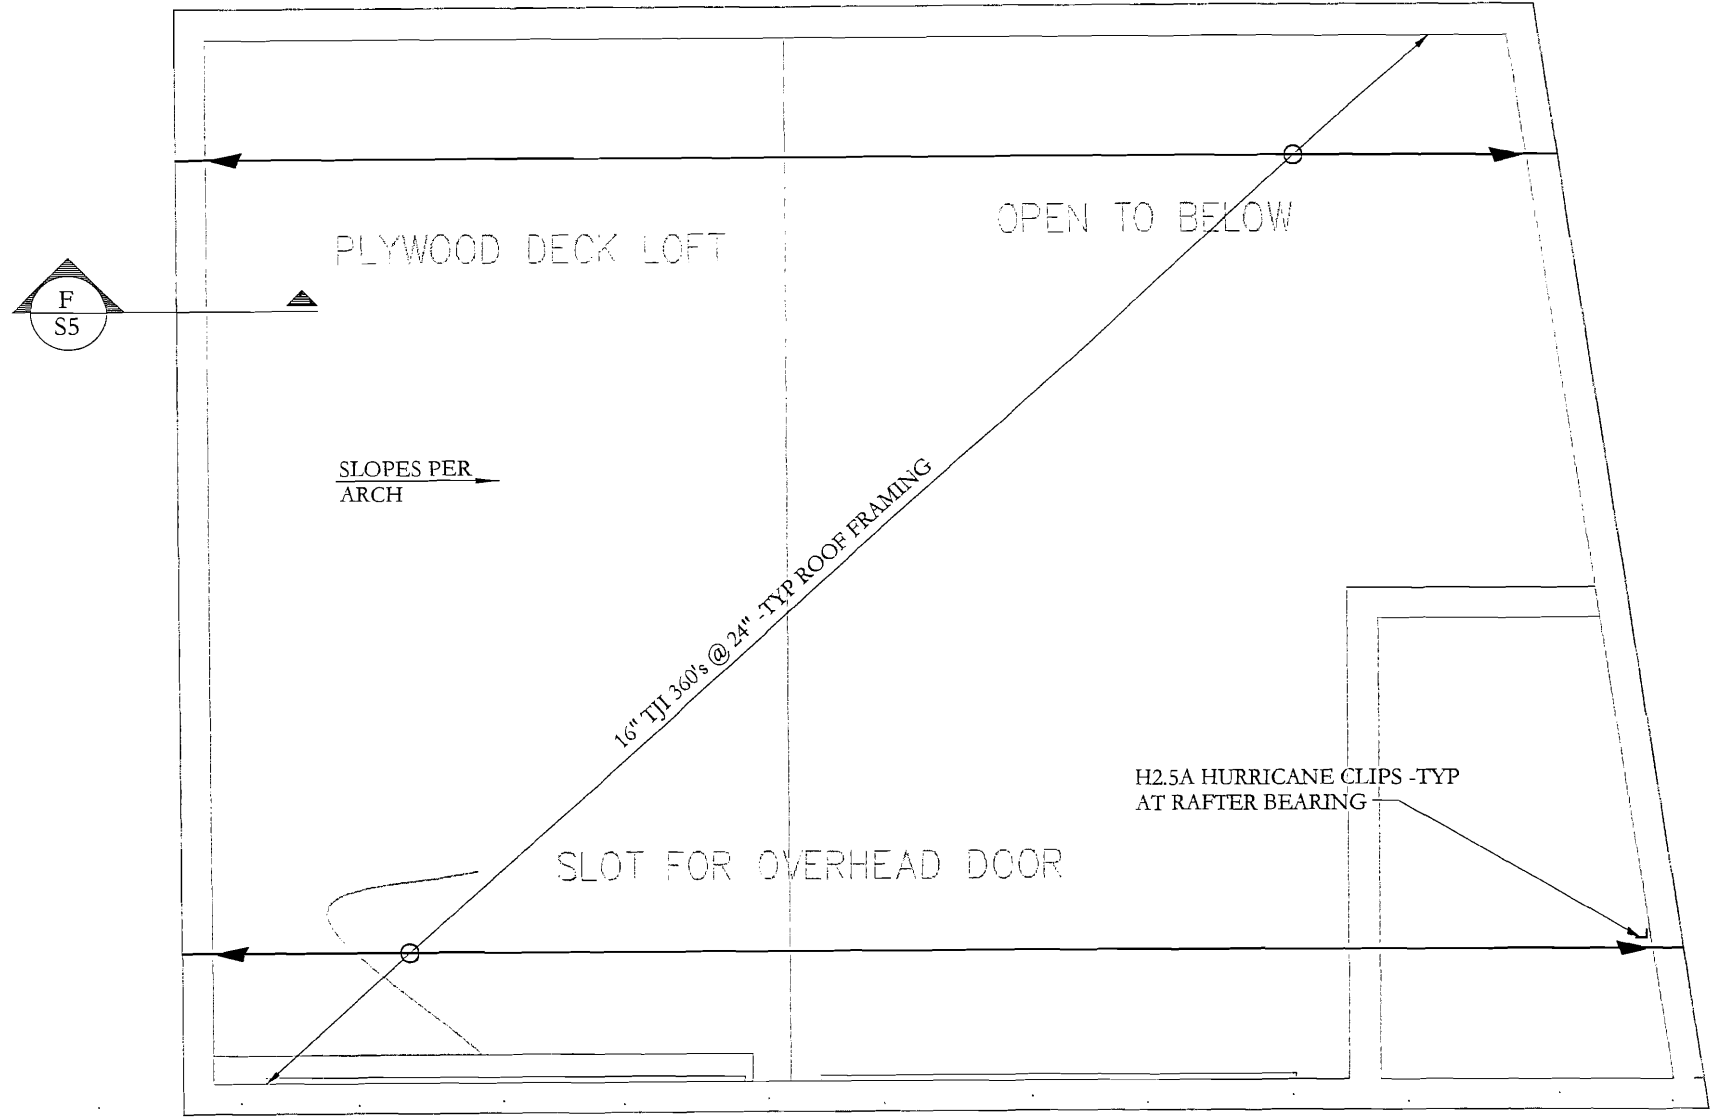 OPEN TO BELOW
PLYWOOD DECK LOFT
F
S5
SLOPES PER
ARCH
16" TJI 360's @ 24" -TYP ROOF FRAMING
H2.5A HURRICANE CLIPS -TYP
AT RAFTER BEARING
SLOT FOR OVERHEAD DOOR